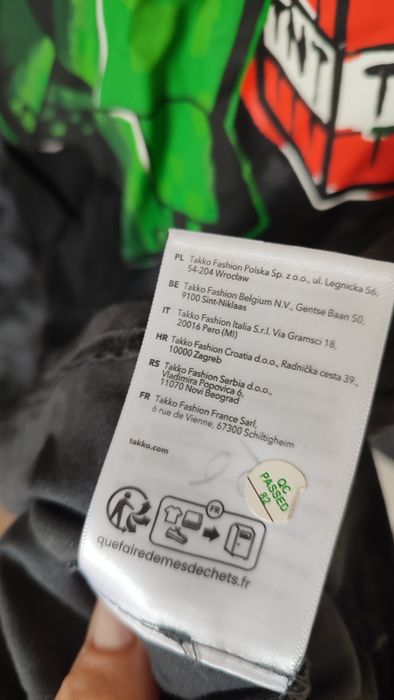 TNT
T
PL Takko Fashion Polska Sp. z o.o., ul. Legnicka 56,
54-204 Wrocław
BE Takko Fashion Belgium N.V., Gentse Baan 50,
9100 Sint-Niklaas
IT Takko Fashion Italia S.r.l. Via Gramsci 18,
20016 Pero (MI)
HR Takko Fashion Croatia d.o.o., Radnička cesta 39.,
10000 Zagreb
RS Takko Fashion Serbia d.o.o.,
Vladimira Popovica 6,
11070 Novi Beograd
FR Takko Fashion France Sarl,
6 rue de Vienne, 67300 Schiltigheim
takko.com
QC
PASSED
82
FR
quefairedemesdechets.fr